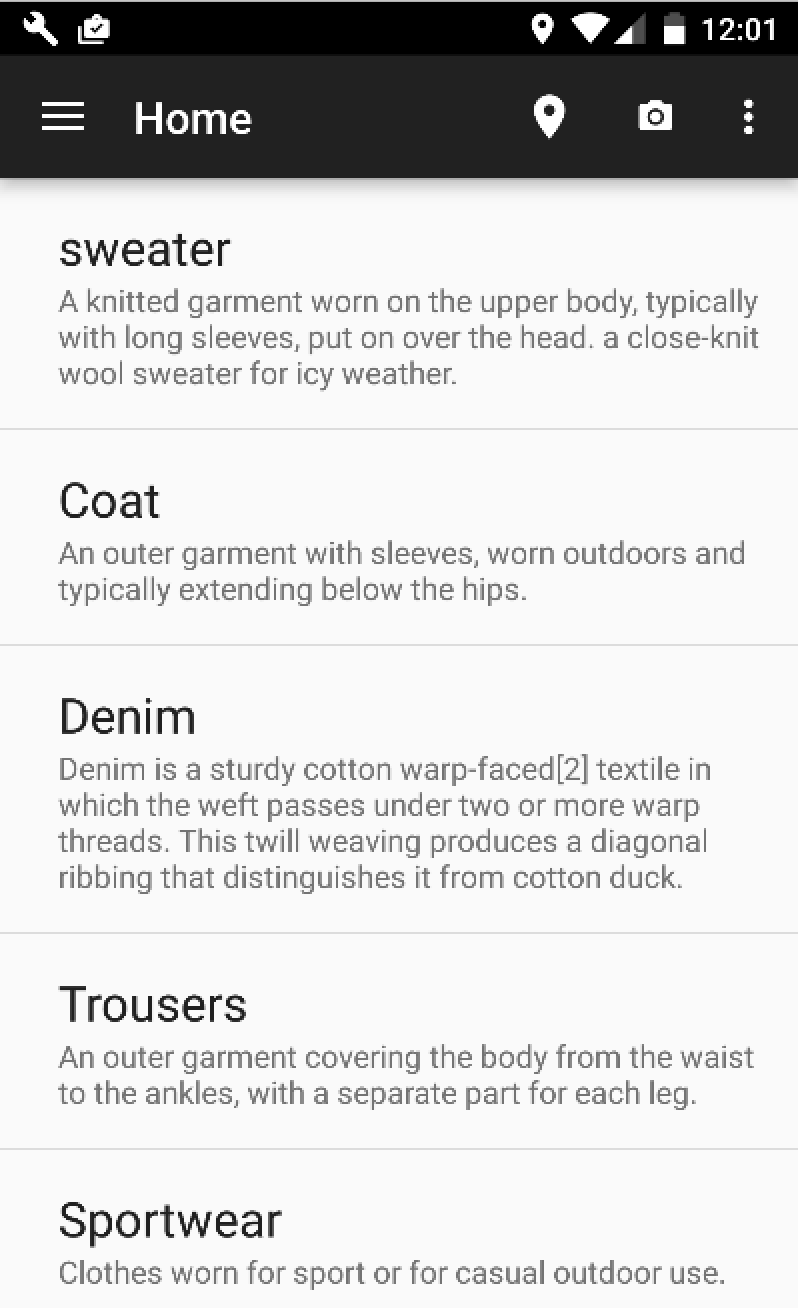 12:01
Home
sweater
A knitted garment worn on the upper body, typically
with long sleeves, put on over the head. a close-knit
wool sweater for icy weather.
Coat
An outer garment with sleeves, worn outdoors and
typically extending below the hips.
Denim
Denim is a sturdy cotton warp-faced[2] textile in
which the weft passes under two or more warp
threads. This twill weaving produces a diagonal
ribbing that distinguishes it from cotton duck.
Trousers
An outer garment covering the body from the waist
to the ankles, with a separate part for each leg.
Sportwear
Clothes worn for sport or for casual outdoor use.